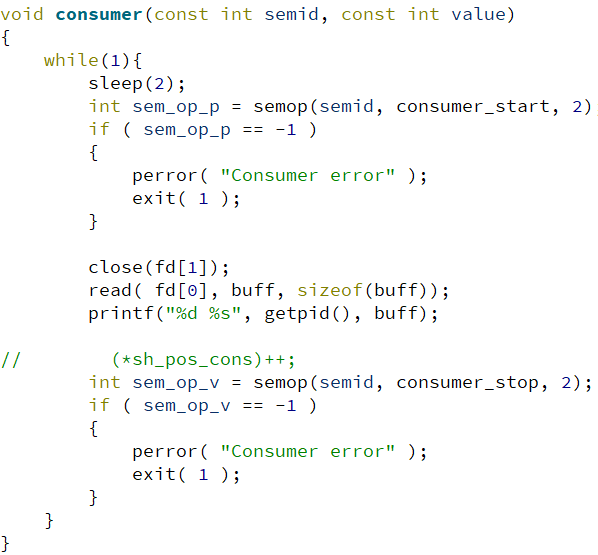 void consumer(const int semid, const int value)
{
    while(1){
        sleep(2);
        int sem_op_p = semop(semid, consumer_start, 2)
        if ( sem_op_p == -1 )
        {
            perror( "Consumer error" );
            exit( 1 );
        }

        close(fd[1]);
        read( fd[0], buff, sizeof(buff));
        printf("%d %s", getpid(), buff);

//        (*sh_pos_cons)++;
        int sem_op_v = semop(semid, consumer_stop, 2);
        if ( sem_op_v == -1 )
        {
            perror( "Consumer error" );
            exit( 1 );
        }
    }
}